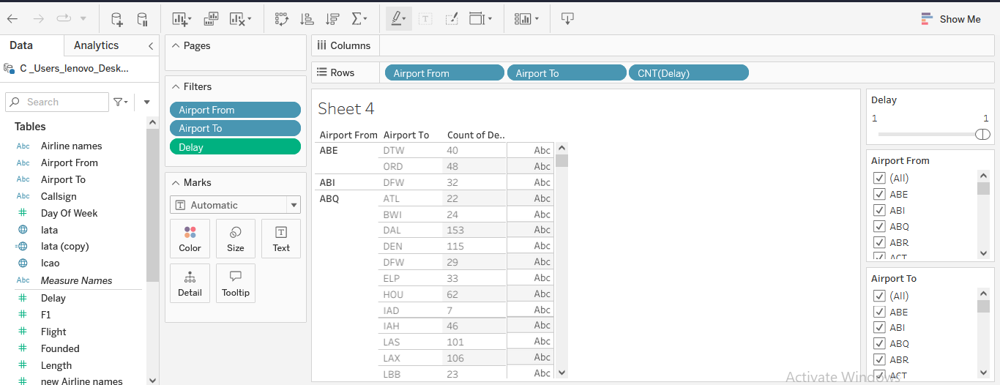 Show Me
Data
Analytics
C _Users_lenovo_Desk...
Search
Tables
Abc Airline names
Abc Airport From
Abc Airport To
Abc Callsign
# Day Of Week
Iata
Iata (copy)
Icao
Abc Measure Names
# Delay
# F1
# Flight
# Founded
# Length
# new Airline names
Pages
Filters
Airport From
Airport To
Delay
Marks
T Automatic
Color
Size
T
Text
Detail
Tooltip
Columns
Rows
Airport From
Airport To
CNT(Delay)
Sheet 4
Airport From Airport To Count of De..
ABE DTW 40 Abc
ORD 48 Abc
ABI DFW 32 Abc
ABQ ATL 22 Abc
BWI 24 Abc
DAL 153 Abc
DEN 115 Abc
DFW 29 Abc
ELP 33 Abc
HOU 62 Abc
IAD 7 Abc
IAH 46 Abc
LAS 101 Abc
LAX 106 Abc
LBB 23 Abc
Delay
1 1
Airport From
(All)
ABE
ABI
ABQ
ABR
ACT
Airport To
(All)
ABE
ABI
ABQ
ABR
ACT
Activate Windows